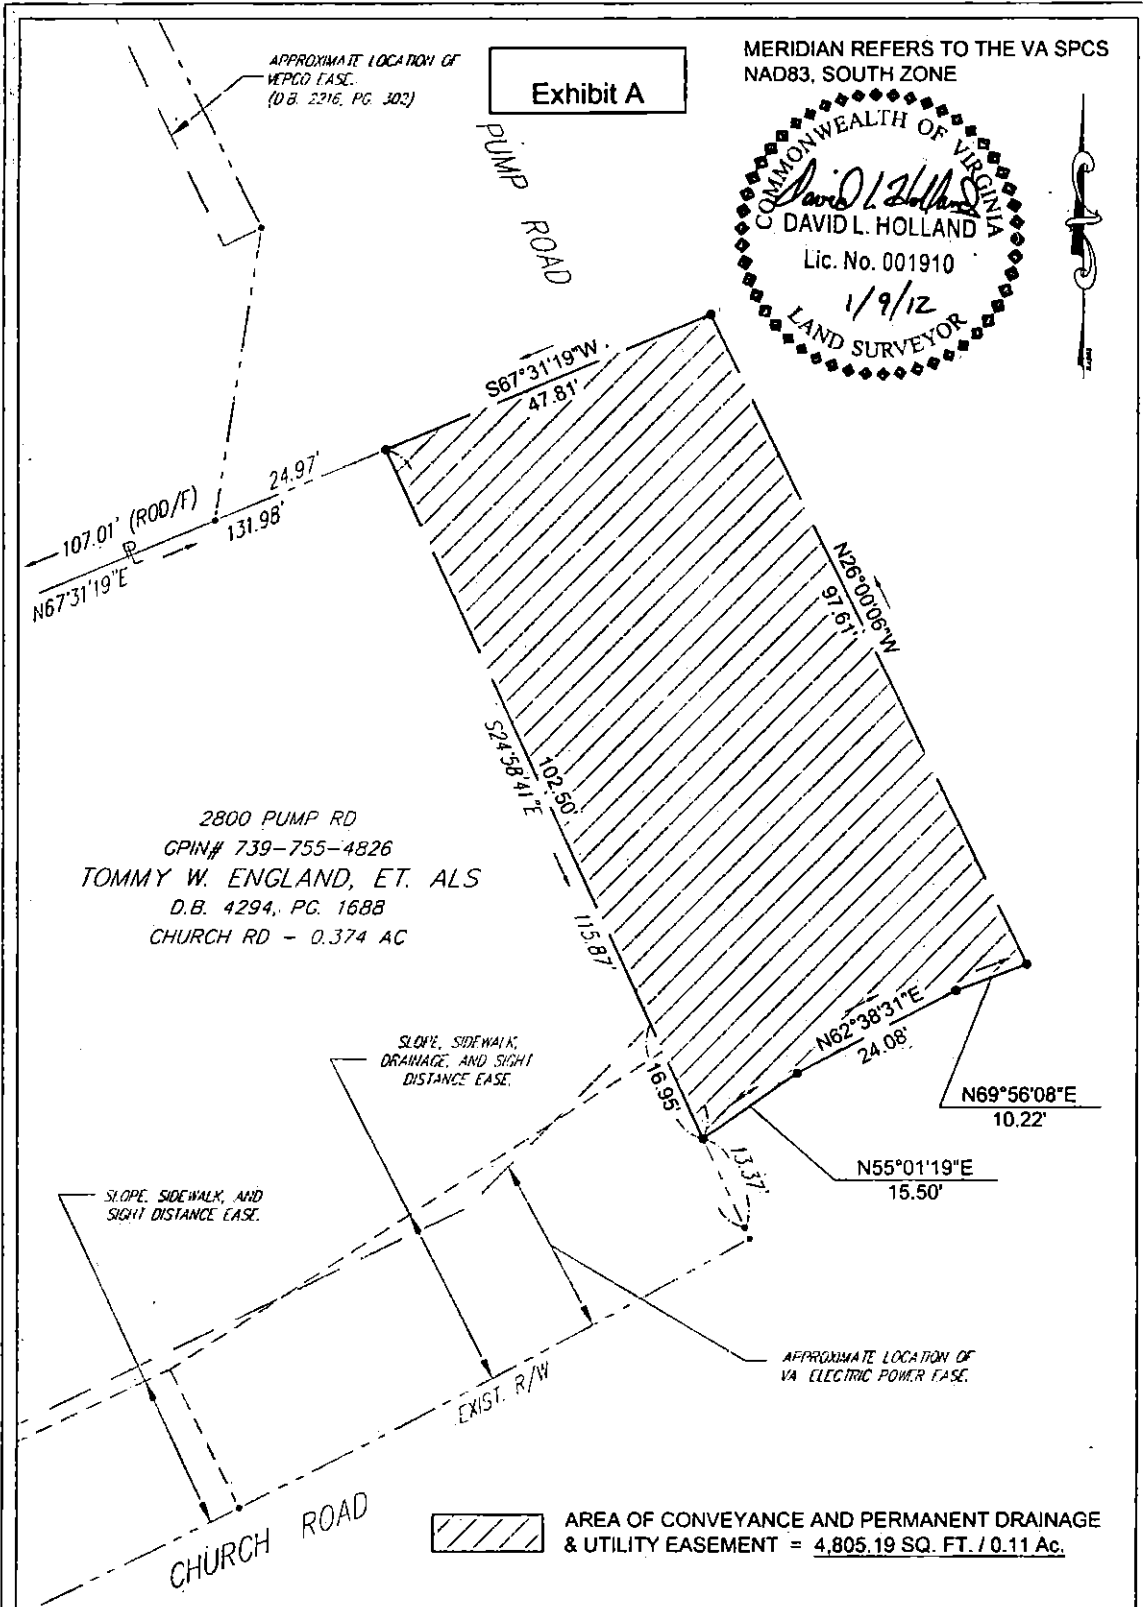 APPROXIMATE LOCATION OF
VEPCO EASE.
(D.B. 2216, PG. 302)
Exhibit A
MERIDIAN REFERS TO THE VA SPCS
NAD83, SOUTH ZONE
COMMONWEALTH OF VIRGINIA
David L. Holland
DAVID L. HOLLAND
Lic. No. 001910
1/9/12
LAND SURVEYOR
PUMP ROAD
S67°31'19"W
47.81'
24.97'
107.01' (ROD/F)
131.98'
N67°31'19"E
N26°00'06"W
97.61'
S24°58'41"E
102.50'
115.87'
2800 PUMP RD
GPIN# 739-755-4826
TOMMY W. ENGLAND, ET. ALS
D.B. 4294, PG. 1688
CHURCH RD - 0.374 AC
SLOPE, SIDEWALK,
DRAINAGE, AND SIGHT
DISTANCE EASE.
16.95'
N62°38'31"E
24.08'
N69°56'08"E
10.22'
13.37'
N55°01'19"E
15.50'
SLOPE, SIDEWALK, AND
SIGHT DISTANCE EASE.
APPROXIMATE LOCATION OF
VA ELECTRIC POWER EASE.
EXIST. R/W
CHURCH ROAD
AREA OF CONVEYANCE AND PERMANENT DRAINAGE
& UTILITY EASEMENT = 4,805.19 SQ. FT. / 0.11 Ac.